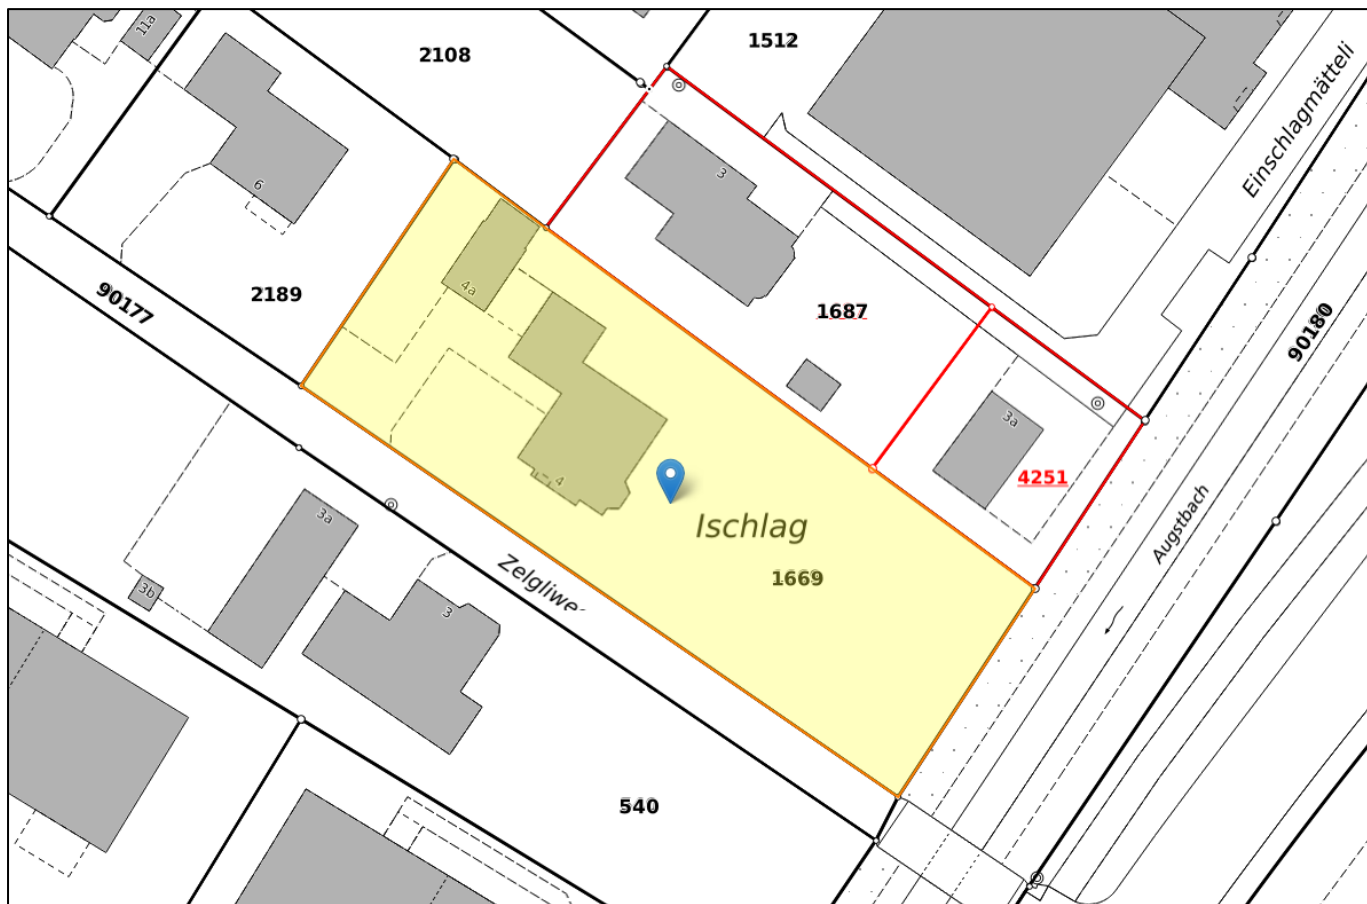 11a
2108
1512
Einschlagmätteli
3
6
2189
4a
90177
1687
90180
3a
4
4251
Ischlag
Augstbach
3a
Zelgliwe
1669
3b
3
540